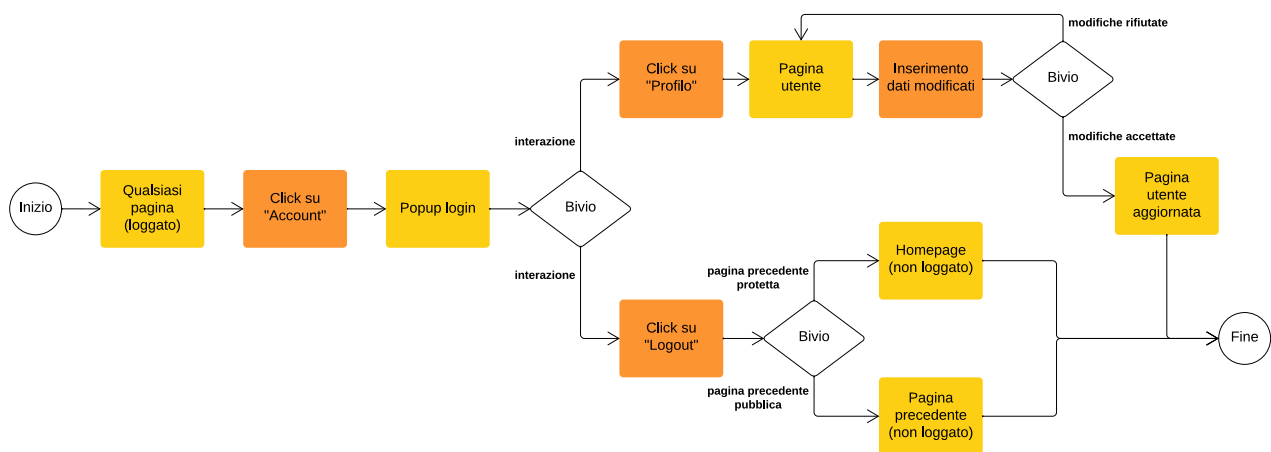 modifiche rifiutate
Click su
"Profilo"
Pagina
utente
Inserimento
dati modificati
Bivio
interazione
modifiche accettate
Inizio
Qualsiasi
pagina
(loggato)
Click su
"Account"
Popup login
Bivio
Pagina
utente
aggiornata
interazione
pagina precedente
protetta
Homepage
(non loggato)
Click su
"Logout"
Bivio
Fine
pagina precedente
pubblica
Pagina
precedente
(non loggato)